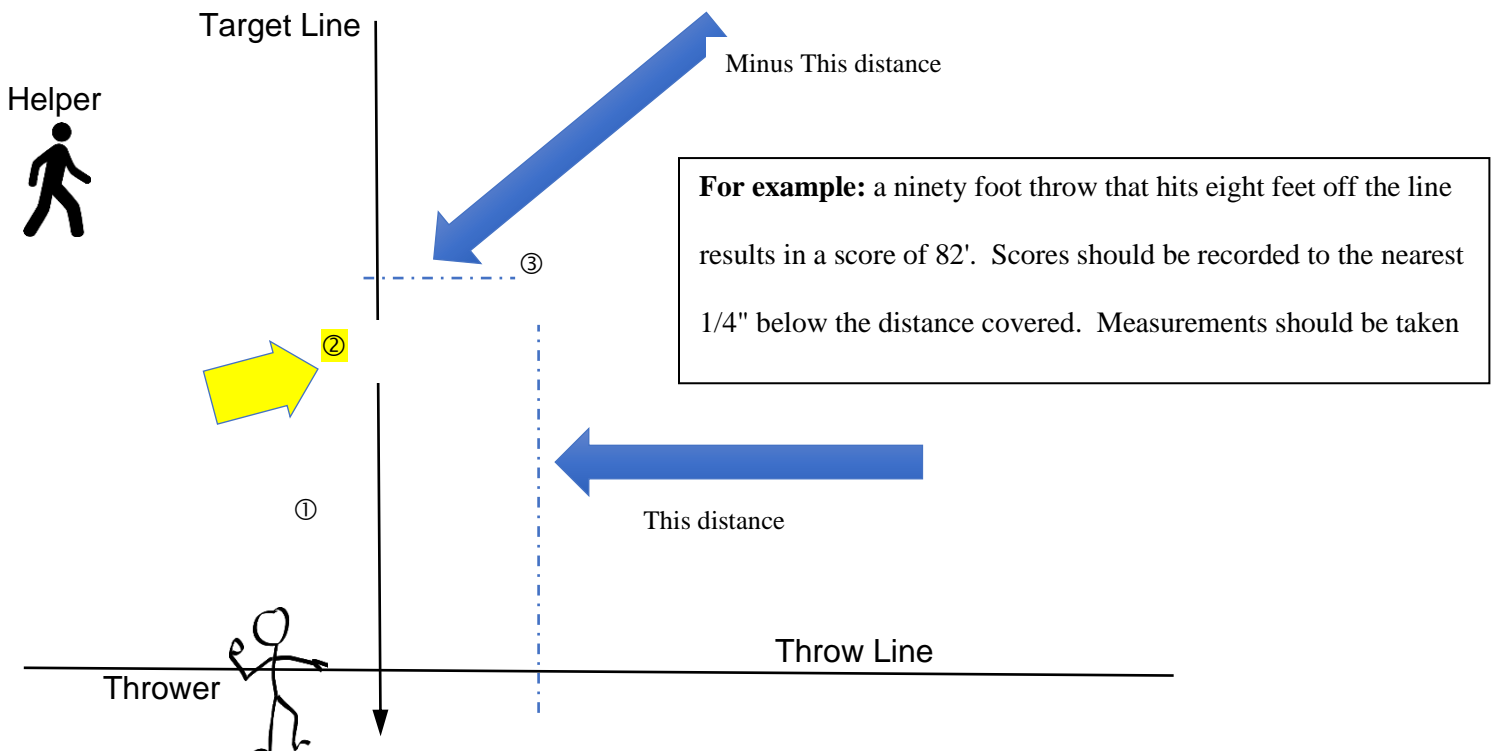 Target Line
Minus This distance
Helper
For example: a ninety foot throw that hits eight feet off the line
results in a score of 82'. Scores should be recorded to the nearest
1/4" below the distance covered. Measurements should be taken
③
②
①
This distance
Throw Line
Thrower